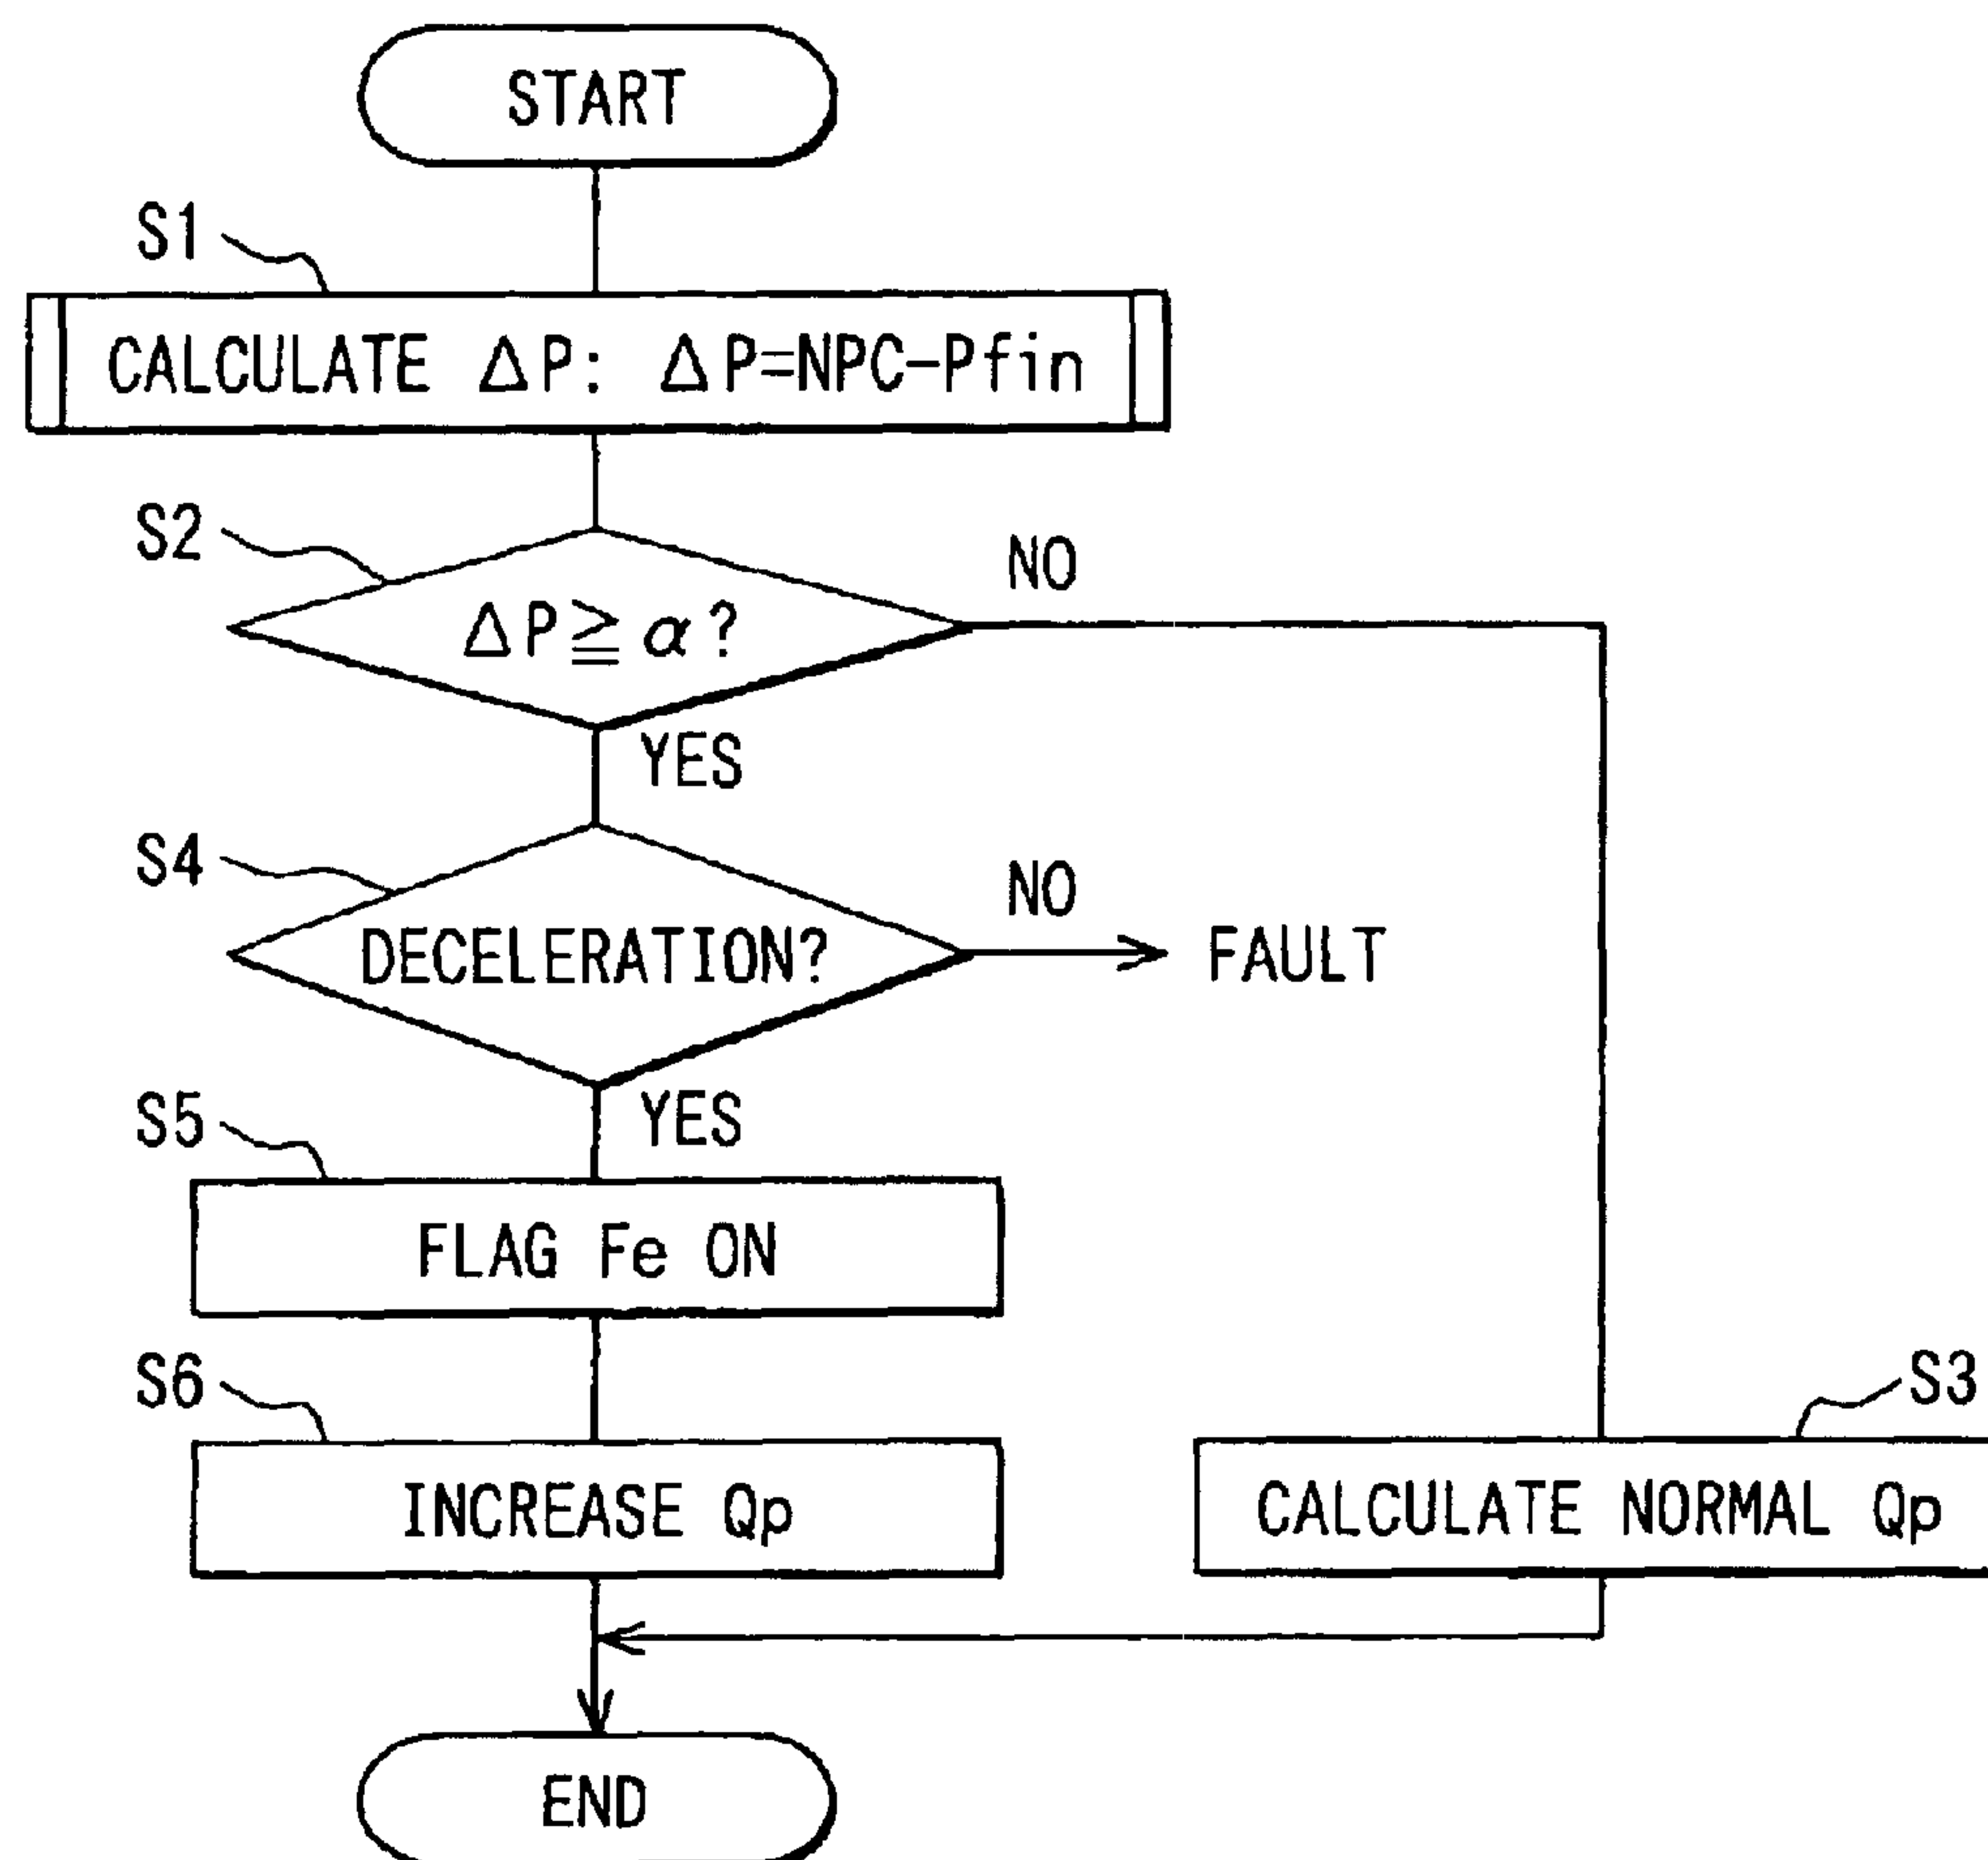 START
S1
CALCULATE ΔP: ΔP=NPC-Pfin
S2
NO
ΔP≧α?
YES
S4
NO
DECELERATION?
FAULT
S5
YES
FLAG Fe ON
S6
S3
INCREASE Qp
CALCULATE NORMAL Qp
END